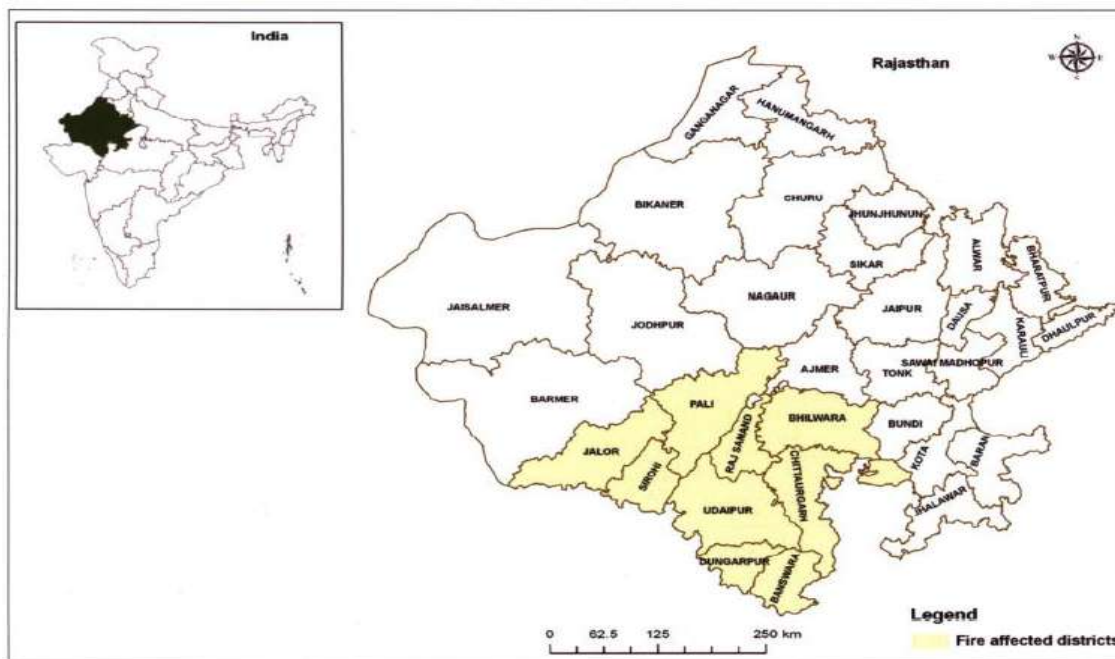 India
Rajasthan
N
W E
S
GANGANAGAR
HANUMANGARH
BIKANER
CHURU
JHUNJHUNUN
SIKAR
ALWAR
BHARATPUR
JAISALMER
JODHPUR
NAGAUR
JAIPUR
DAUSA
KARAULI
DHAULPUR
SAWAI MADHOPUR
TONK
AJMER
BARMER
PALI
BHILWARA
BUNDI
RAJ SANAND
JALOR
SIROHI
CHITTAURGARH
KOTA
BARAN
JHALAWAR
UDAIPUR
DUNGARPUR
BANSWARA
Legend
Fire affected districts
0 62.5 125 250 km